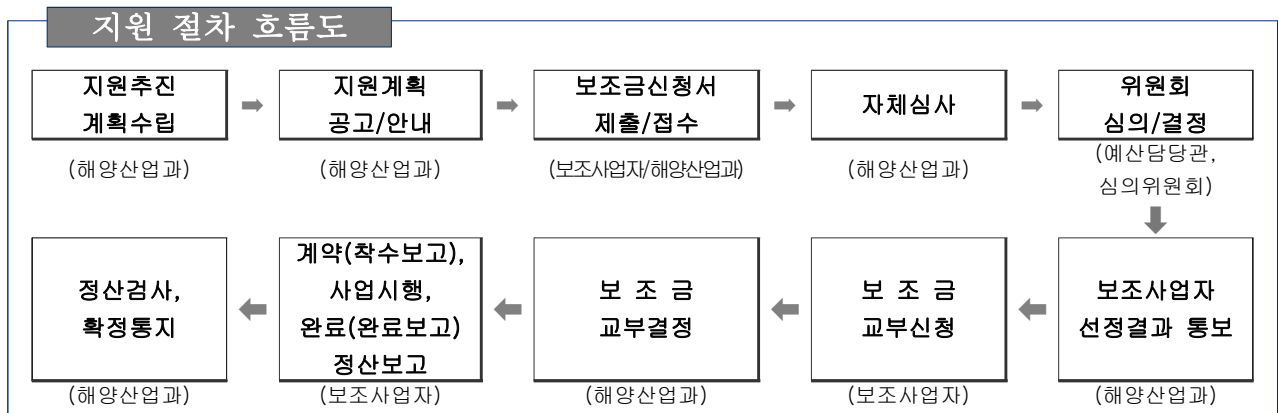 지원 절차 흐름도
지원추진
계획수립
(해양산업과)
지원계획
공고/안내
(해양산업과)
보조금신청서
제출/접수
(보조사업자/해양산업과)
자체심사
(해양산업과)
위원회
심의/결정
(예산담당관,
심의위원회)
보조사업자
선정결과 통보
(해양산업과)
보 조 금
교부신청
(보조사업자)
보 조 금
교부결정
(해양산업과)
계약(착수보고),
사업시행,
완료(완료보고)
정산보고
(보조사업자)
정산검사,
확정통지
(해양산업과)